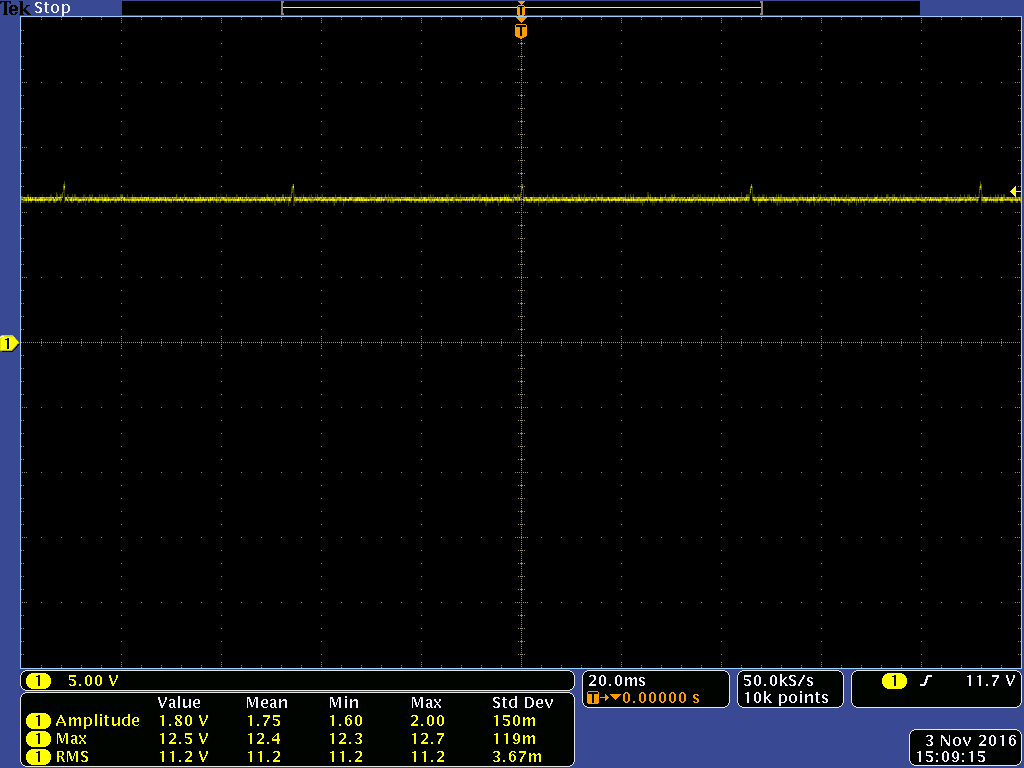 Tek Stop
T
T
1
1 5.00 V
20.0ms
T→▼0.00000 s
50.0kS/s
10k points
1 ƒ 11.7 V
Value Mean Min Max Std Dev
1 Amplitude 1.80 V 1.75 1.60 2.00 150m
1 Max 12.5 V 12.4 12.3 12.7 119m
1 RMS 11.2 V 11.2 11.2 11.2 3.67m
3 Nov 2016
15:09:15